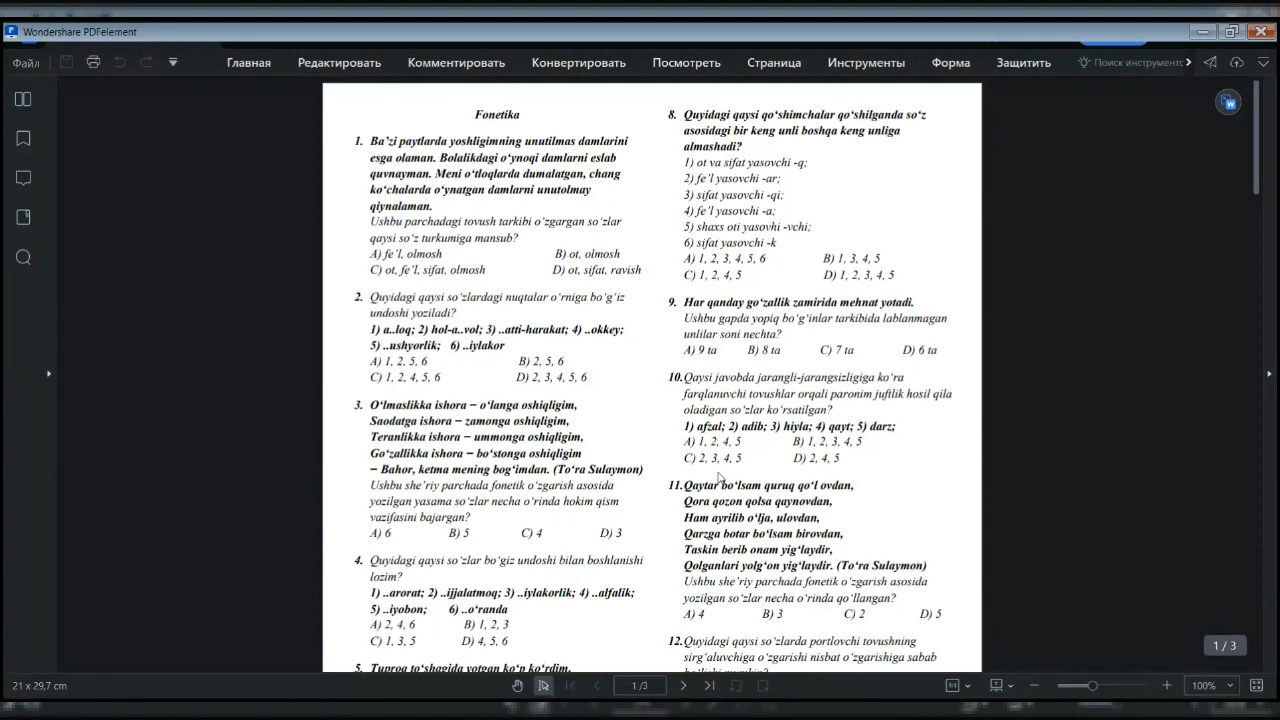 Wondershare PDFelement
Файл
Главная
Редактировать
Комментировать
Конвертировать
Посмотреть
Страница
Инструменты
Форма
Защитить
Поиск инструменто
Fonetika
1. Ba’zi paytlarda yoshligimning unutilmas damlarini
esga olaman. Bolalikdagi o‘ynoqi damlarni eslab
quvnayman. Meni o‘tloqlarda dumalatgan, chang
ko‘chalarda o‘ynatgan damlarni unutolmay
qiynalaman.
Ushbu parchadagi tovush tarkibi o‘zgargan so‘zlar
qaysi so‘z turkumiga mansub?
A) fe’l, olmosh B) ot, olmosh
C) ot, fe’l, sifat, olmosh D) ot, sifat, ravish
2. Quyidagi qaysi so‘zlardagi nuqtalar o‘rniga bo‘g‘iz
undoshi yoziladi?
1) a..loq; 2) hol-a..vol; 3) ..atti-harakat; 4) ..okkey;
5) ..ushyorlik; 6) ..iylakor
A) 1, 2, 5, 6 B) 2, 5, 6
C) 1, 2, 4, 5, 6 D) 2, 3, 4, 5, 6
3. O‘lmaslikka ishora – o‘langa oshiqligim,
Saodatga ishora – zamonga oshiqligim,
Teranlikka ishora – ummonga oshiqligim,
Go‘zallikka ishora – bo‘stonga oshiqligim
– Bahor, ketma mening bog‘imdan. (To‘ra Sulaymon)
Ushbu she’riy parchada fonetik o‘zgarish asosida
yozilgan yasama so‘zlar necha o‘rinda hokim qism
vazifasini bajargan?
A) 6 B) 5 C) 4 D) 3
4. Quyidagi qaysi so‘zlar bo‘giz undoshi bilan boshlanishi
lozim?
1) ..arorat; 2) ..ijjalatmoq; 3) ..iylakorlik; 4) ..alfalik;
5) ..iyobon; 6) ..o‘randa
A) 2, 4, 6 B) 1, 2, 3
C) 1, 3, 5 D) 4, 5, 6
5. Tuproq to‘shagida yotgan ko‘p ko‘rdim,
8. Quyidagi qaysi qo‘shimchalar qo‘shilganda so‘z
asosidagi bir keng unli boshqa keng unliga
almashadi?
1) ot va sifat yasovchi -q;
2) fe’l yasovchi -ar;
3) sifat yasovchi -qi;
4) fe’l yasovchi -a;
5) shaxs oti yasovhi -vchi;
6) sifat yasovchi -k
A) 1, 2, 3, 4, 5, 6 B) 1, 3, 4, 5
C) 1, 2, 4, 5 D) 1, 2, 3, 4, 5
9. Har qanday go‘zallik zamirida mehnat yotadi.
Ushbu gapda yopiq bo‘g‘inlar tarkibida lablanmagan
unlilar soni nechta?
A) 9 ta B) 8 ta C) 7 ta D) 6 ta
10. Qaysi javobda jarangli-jarangsizligiga ko‘ra
farqlanuvchi tovushlar orqali paronim juftlik hosil qila
oladigan so‘zlar ko‘rsatilgan?
1) afzal; 2) adib; 3) hiyla; 4) qayt; 5) darz;
A) 1, 2, 4, 5 B) 1, 2, 3, 4, 5
C) 2, 3, 4, 5 D) 2, 4, 5
11. Qaytar bo‘lsam quruq qo‘l ovdan,
Qora qozon qolsa qaynovdan,
Ham ayrilib o‘lja, ulovdan,
Qarzga botar bo‘lsam birovdan,
Taskin berib onam yig‘laydir,
Qolganlari yolg‘on yig‘laydir. (To‘ra Sulaymon)
Ushbu she’riy parchada fonetik o‘zgarish asosida
yozilgan so‘zlar necha o‘rinda qo‘llangan?
A) 4 B) 3 C) 2 D) 5
12. Quyidagi qaysi so‘zlarda portlovchi tovushning
sirg‘aluvchiga o‘zgarishi nisbat o‘zgarishiga sabab
1 / 3
21 x 29,7 cm
1 /3
100%